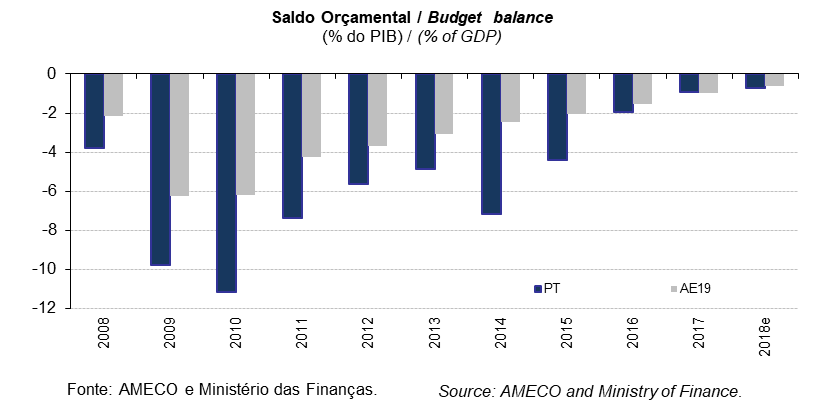 Saldo Orçamental / Budget balance
(% do PIB) / (% of GDP)
0
-2
-4
-6
-8
-10
-12
PT
AE19
2008
2009
2010
2011
2012
2013
2014
2015
2016
2017
2018e
Fonte: AMECO e Ministério das Finanças.
Source: AMECO and Ministry of Finance.